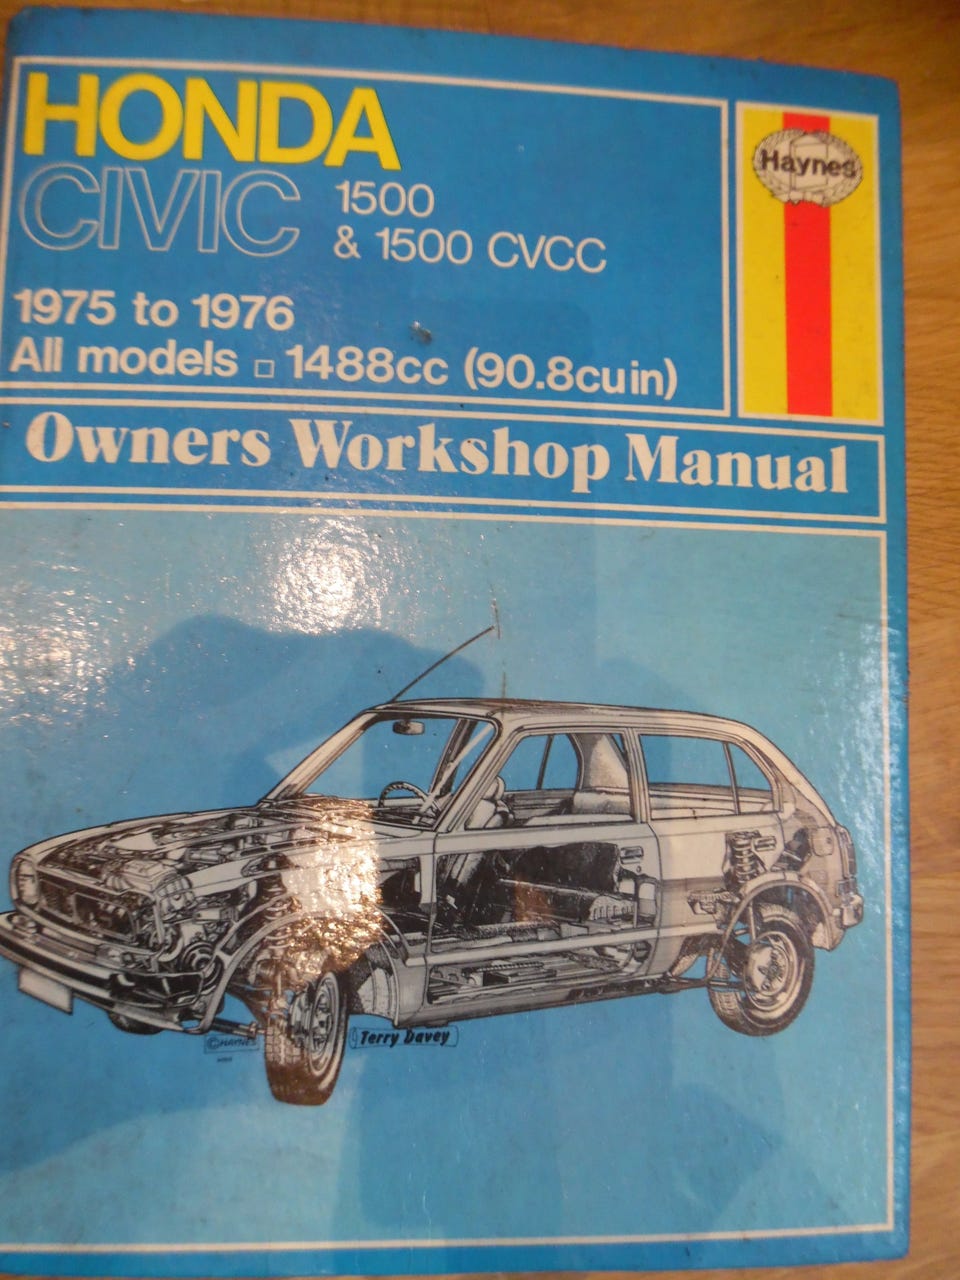 HONDA
CIVIC 1500
& 1500 CVCC
1975 to 1976
All models □ 1488cc (90.8cu in)
Haynes
Owners Workshop Manual
© HAYNES
Terry Davey